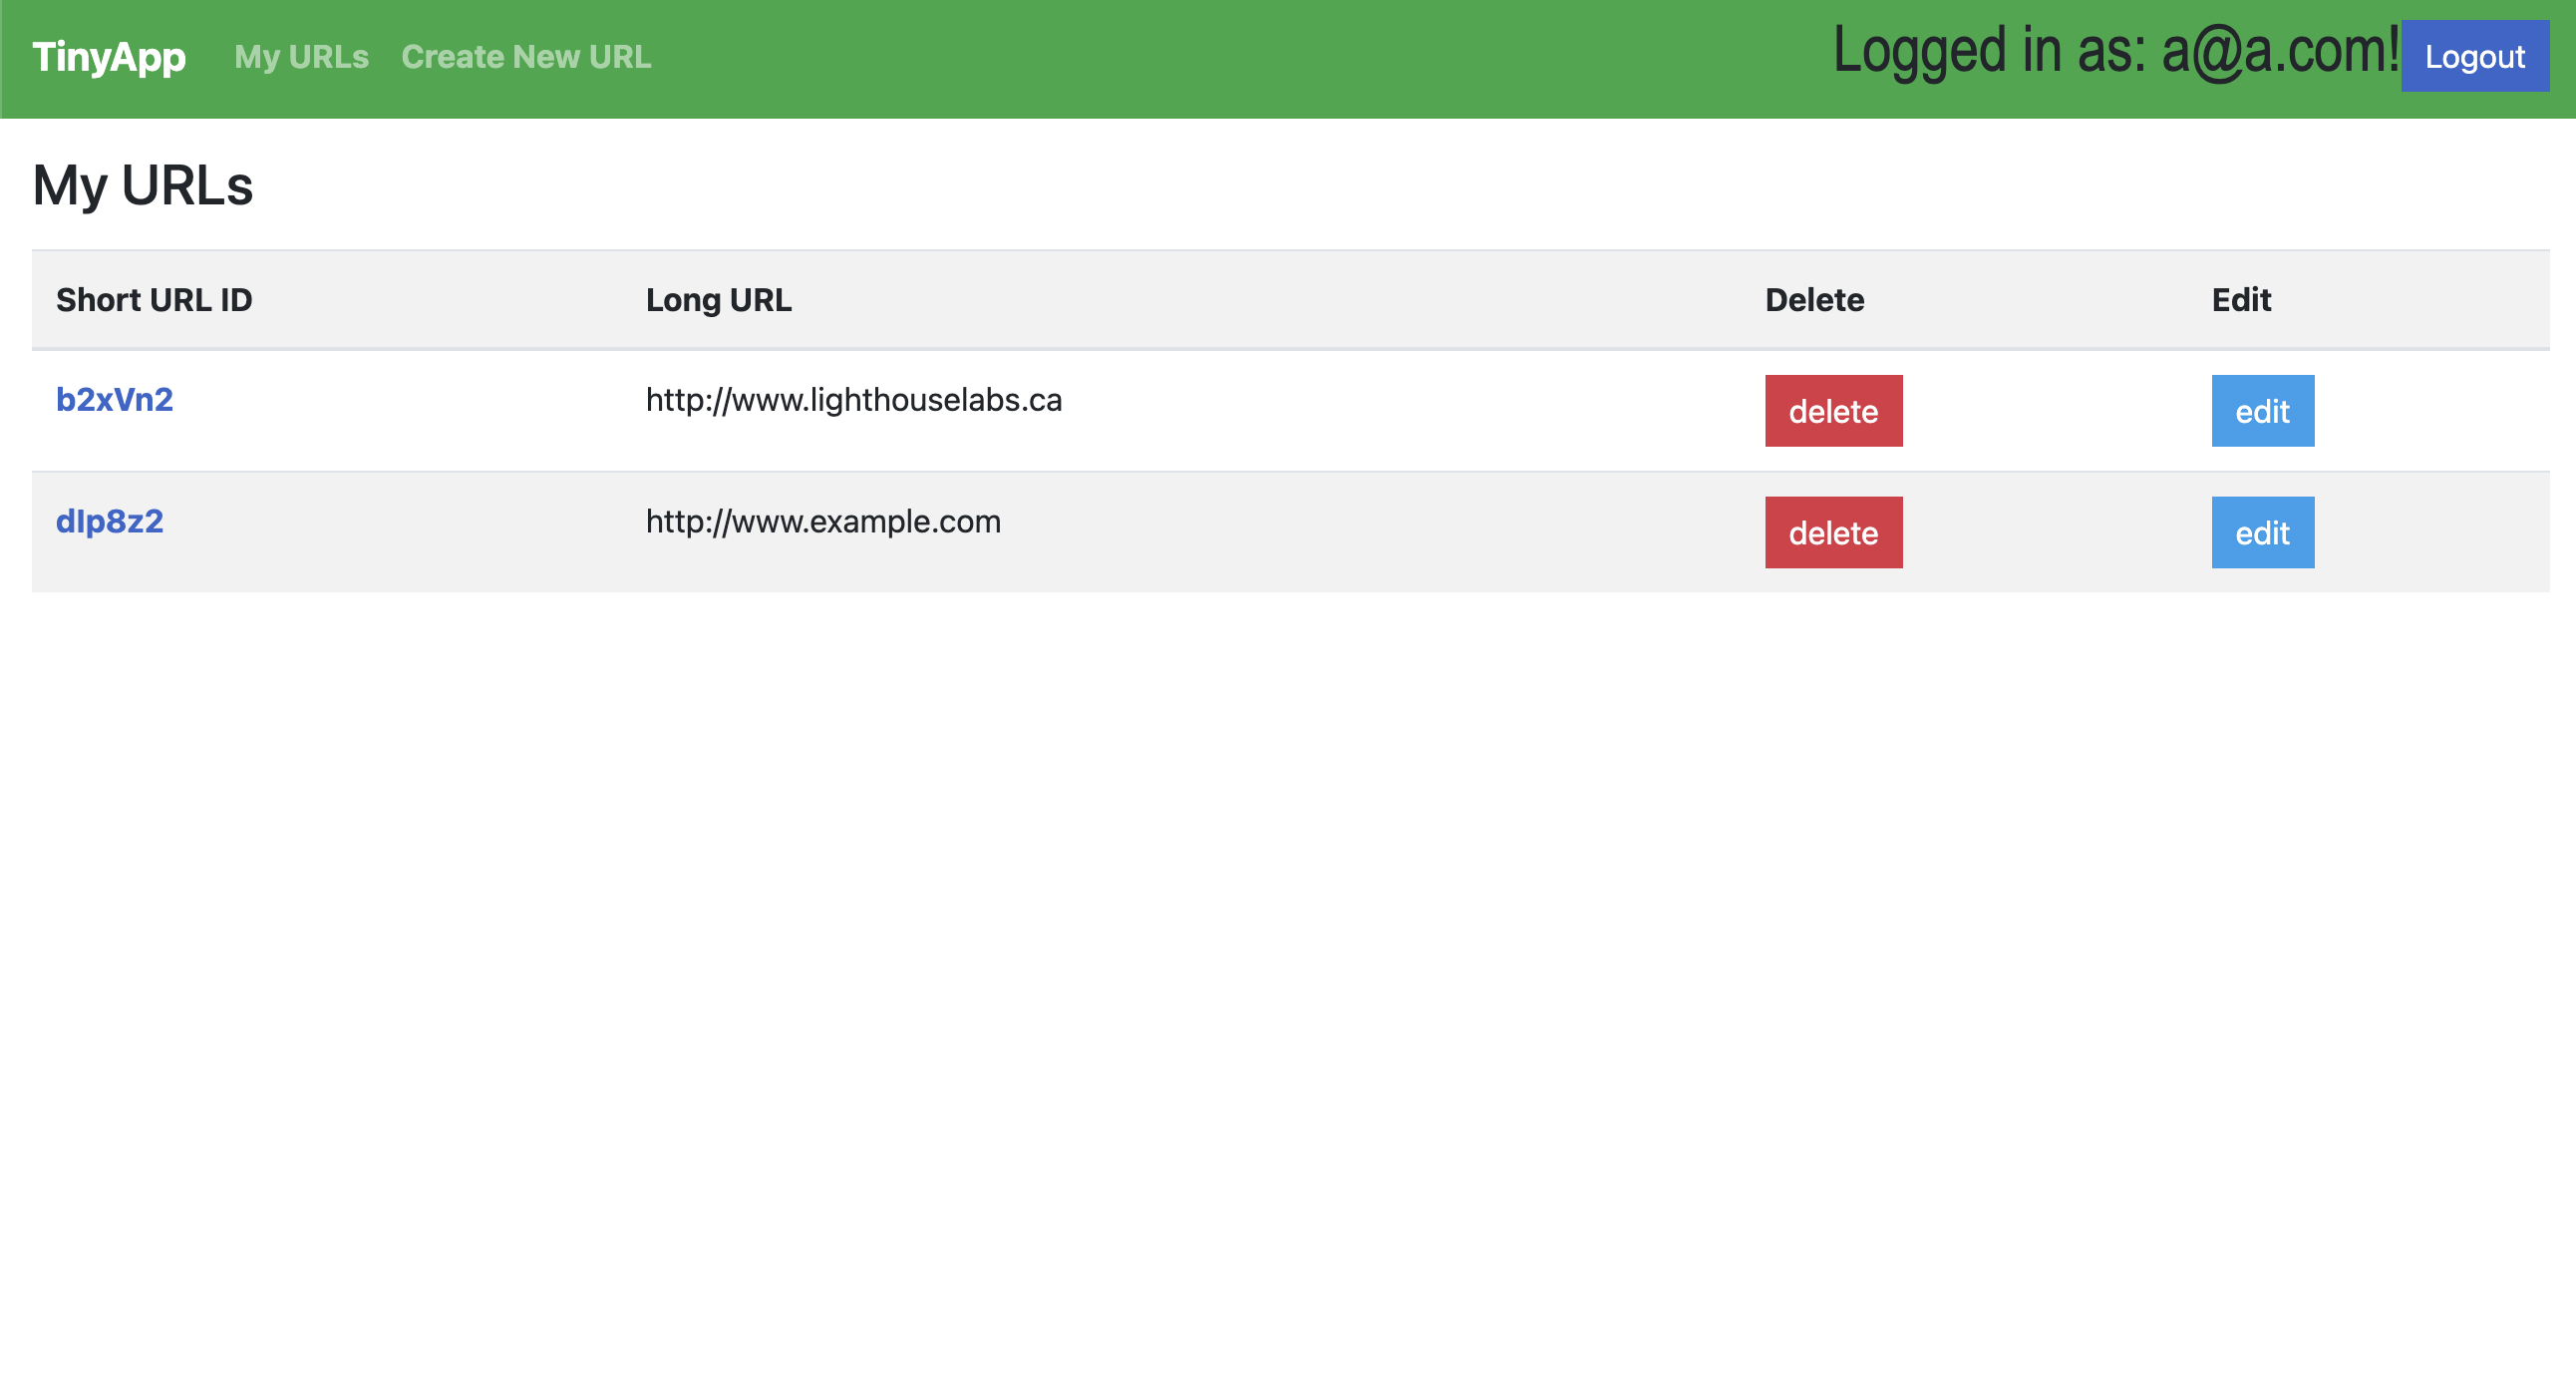 TinyApp My URLs Create New URL Logged in as: a@a.com! Logout
My URLs
Short URL ID Long URL Delete Edit
b2xVn2 http://www.lighthouselabs.ca delete edit
dIp8z2 http://www.example.com delete edit